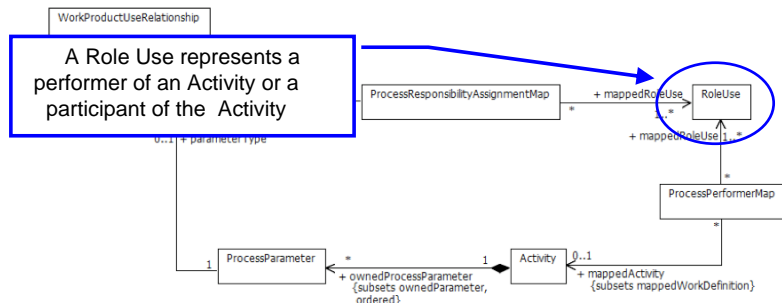 WorkProductUseRelationship
A Role Use represents a
performer of an Activity or a
participant of the Activity
ProcessResponsibilityAssignmentMap
+ mappedRoleUse
RoleUse
*
1..*
0..1 + parameterType
+ mappedRoleUse 1..*
*
ProcessPerformerMap
*
ProcessParameter
Activity
1
*
1
0..1
+ ownedProcessParameter
{subsets ownedParameter,
ordered}
+ mappedActivity
{subsets mappedWorkDefinition}